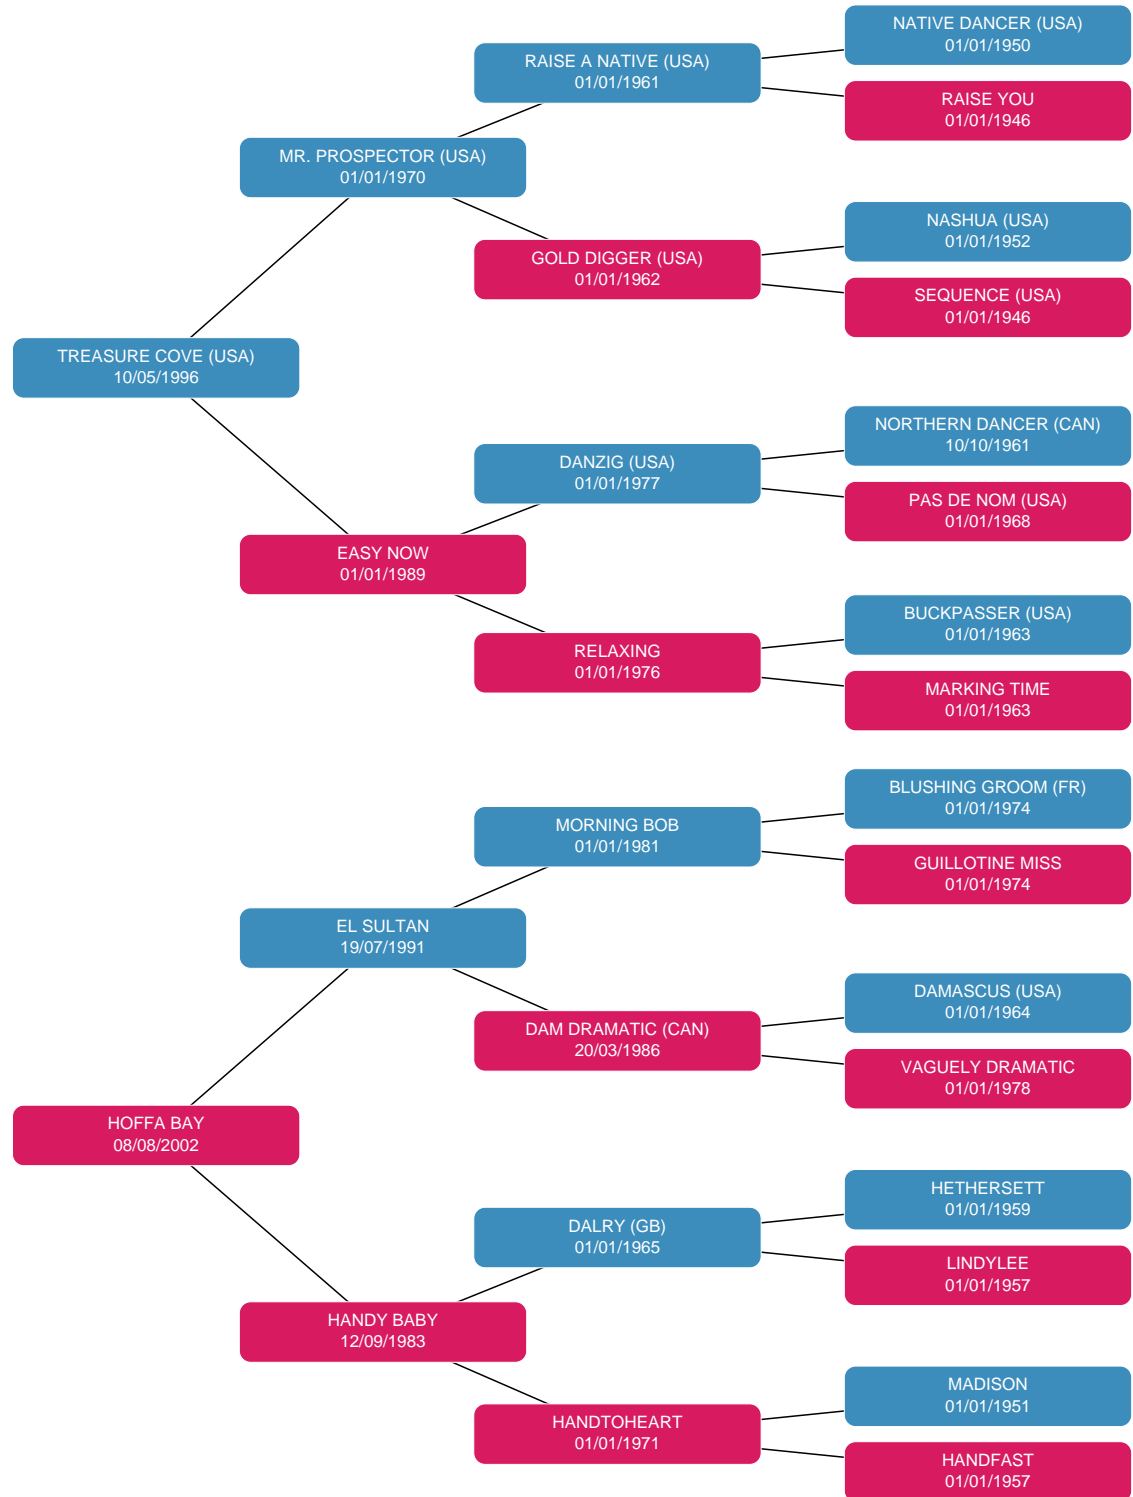 NATIVE DANCER (USA)
01/01/1950
RAISE A NATIVE (USA)
01/01/1961
RAISE YOU
01/01/1946
MR. PROSPECTOR (USA)
01/01/1970
NASHUA (USA)
01/01/1952
GOLD DIGGER (USA)
01/01/1962
SEQUENCE (USA)
01/01/1946
TREASURE COVE (USA)
10/05/1996
NORTHERN DANCER (CAN)
10/10/1961
DANZIG (USA)
01/01/1977
PAS DE NOM (USA)
01/01/1968
EASY NOW
01/01/1989
BUCKPASSER (USA)
01/01/1963
RELAXING
01/01/1976
MARKING TIME
01/01/1963
BLUSHING GROOM (FR)
01/01/1974
MORNING BOB
01/01/1981
GUILLOTINE MISS
01/01/1974
EL SULTAN
19/07/1991
DAMASCUS (USA)
01/01/1964
DAM DRAMATIC (CAN)
20/03/1986
VAGUELY DRAMATIC
01/01/1978
HOFFA BAY
08/08/2002
HETHERSETT
01/01/1959
DALRY (GB)
01/01/1965
LINDYLEE
01/01/1957
HANDY BABY
12/09/1983
MADISON
01/01/1951
HANDTOHEART
01/01/1971
HANDFAST
01/01/1957